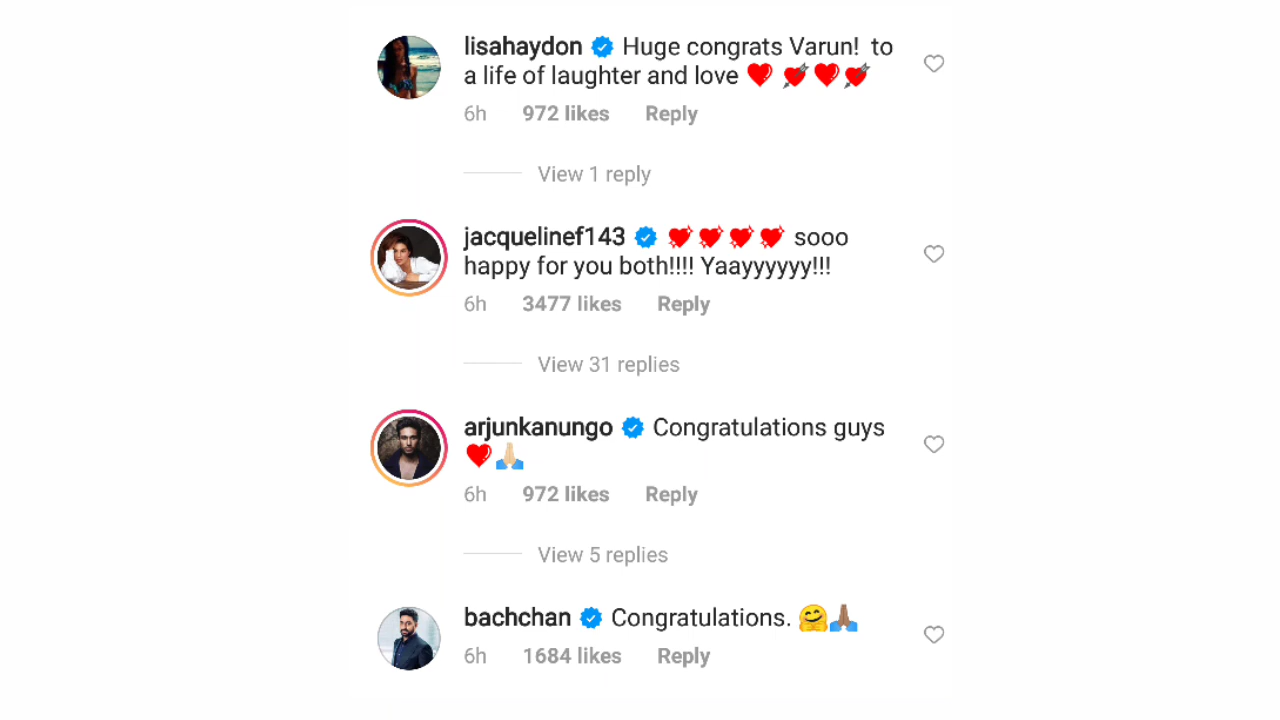 lisahaydon Huge congrats Varun! to
a life of laughter and love ❤️ 💘❤️💘
6h 972 likes Reply
View 1 reply
jacquelinef143 💖💖💖💖 sooo
happy for you both!!!! Yaayyyyyy!!!
6h 3477 likes Reply
View 31 replies
arjunkanungo Congratulations guys
❤️🙏🏼
6h 972 likes Reply
View 5 replies
bachchan Congratulations. 🤗🙏🏽
6h 1684 likes Reply